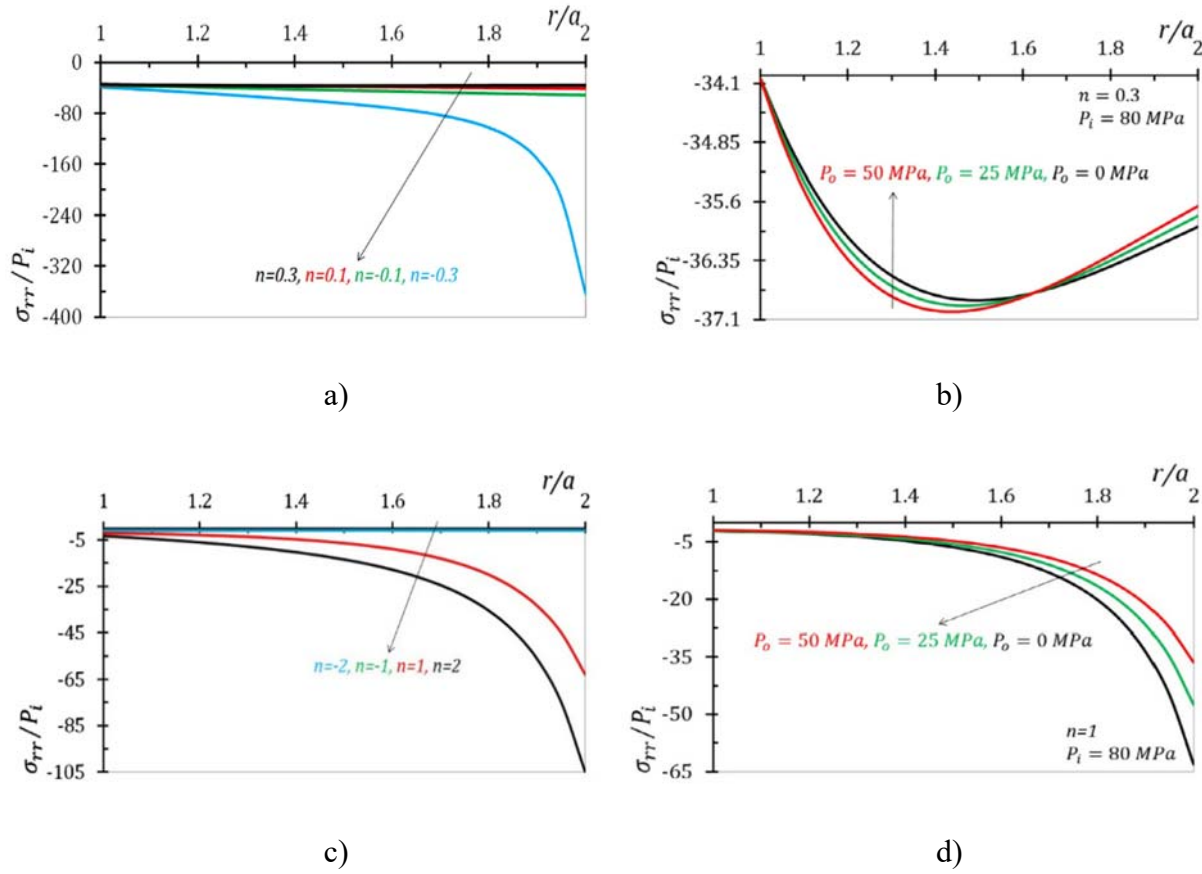 r/a
1 1.2 1.4 1.6 1.8 2
0
-80
-160
-240
-320
-400
σrr/Pi
n=0.3, n=0.1, n=-0.1, n=-0.3
a)
r/a
1 1.2 1.4 1.6 1.8 2
-34.1
-34.85
-35.6
-36.35
-37.1
σrr/Pi
n = 0.3
Pi = 80 MPa
Po = 50 MPa, Po = 25 MPa, Po = 0 MPa
b)
r/a
1 1.2 1.4 1.6 1.8 2
-5
-25
-45
-65
-85
-105
σrr/Pi
n=-2, n=-1, n=1, n=2
c)
r/a
1 1.2 1.4 1.6 1.8 2
-5
-20
-35
-50
-65
σrr/Pi
Po = 50 MPa, Po = 25 MPa, Po = 0 MPa
n=1
Pi = 80 MPa
d)